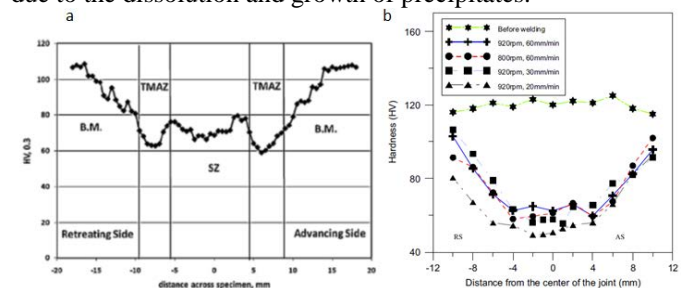 due to the dissolution and growth of precipitates.
a
b
120
100
80
60
40
20
0
HV, 0.3
TMAZ
TMAZ
B.M.
B.M.
SZ
Retreating Side
Advancing Side
-20
-15
-10
-5
0
5
10
15
20
distance across specimen, mm
160
120
80
40
Hardness (HV)
Before welding
920rpm, 60mm/min
800rpm, 60mm/min
920rpm, 30mm/min
920rpm, 20mm/min
RS
AS
-12
-8
-4
0
4
8
12
Distance from the center of the joint (mm)